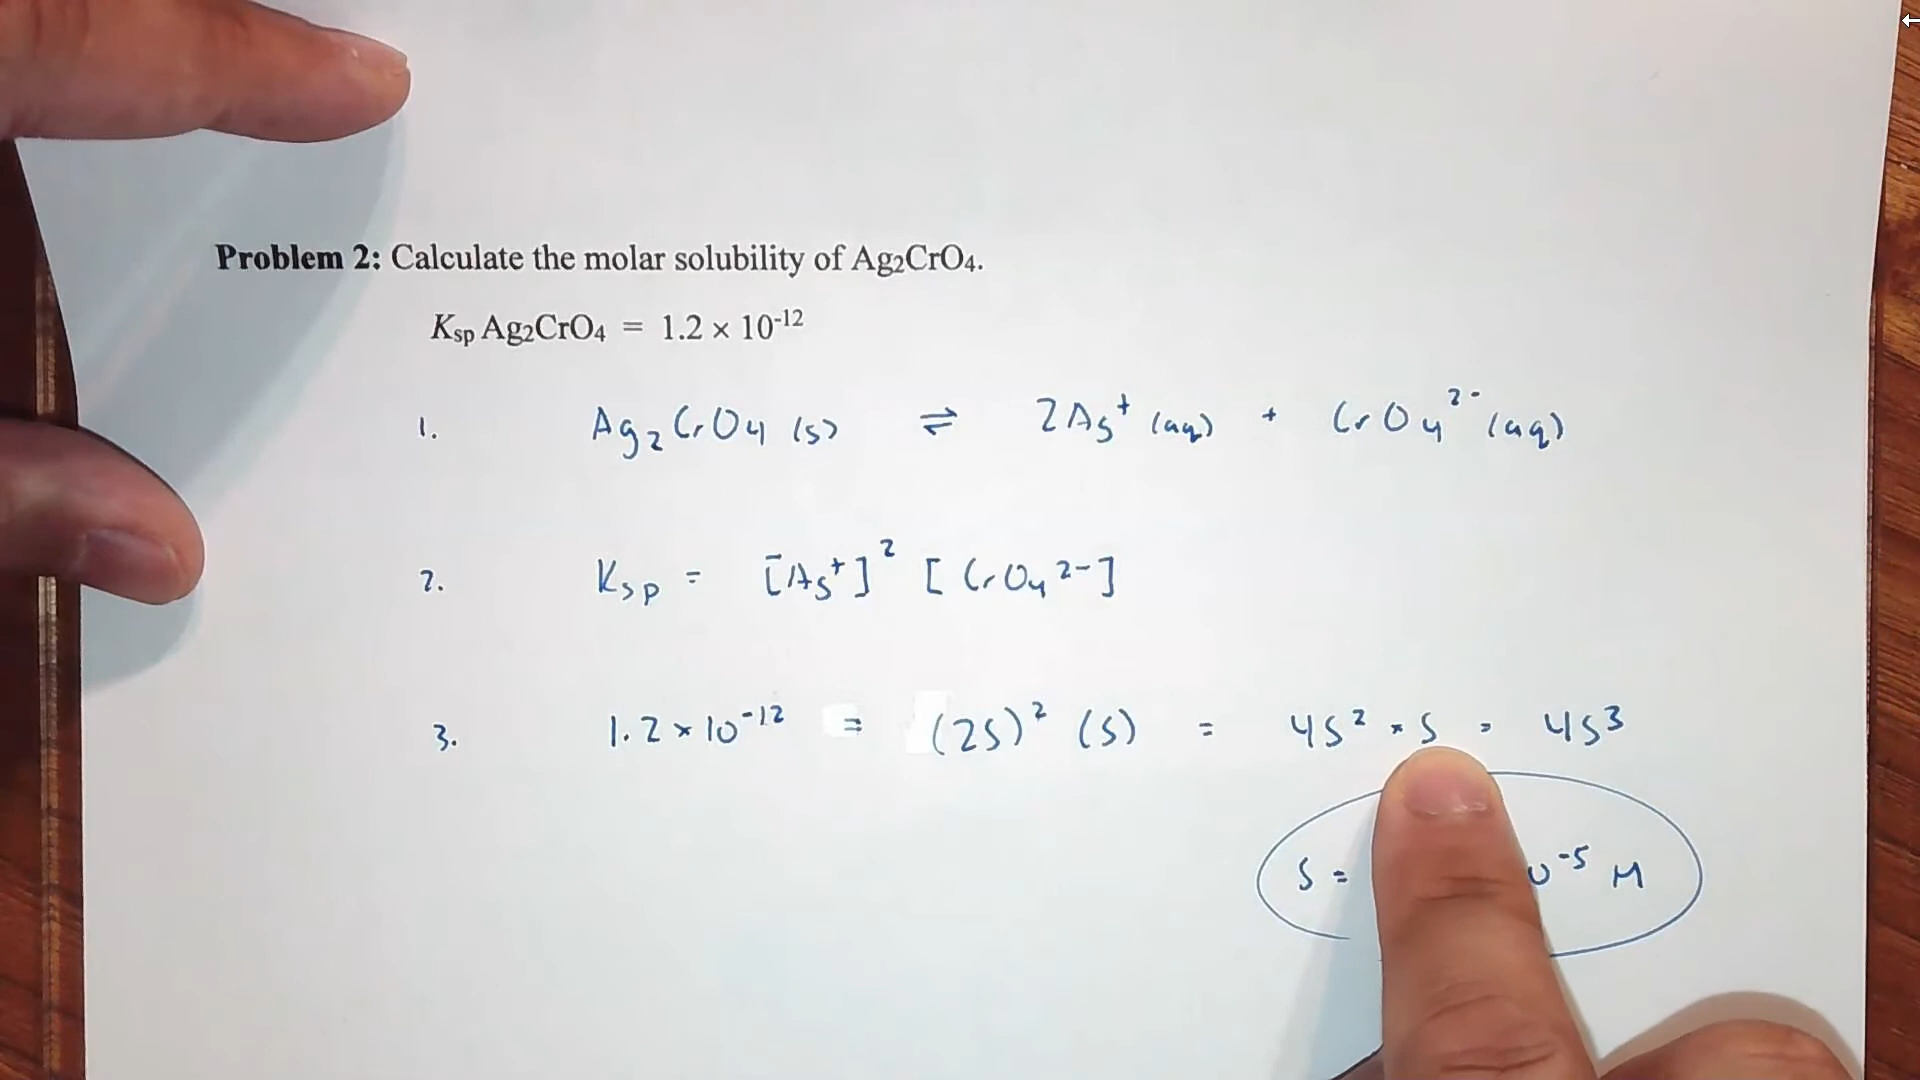 Problem 2: Calculate the molar solubility of Ag₂CrO₄.
Ksp Ag₂CrO₄ = 1.2 × 10⁻¹²
1. Ag₂CrO₄ (s) ⇌ 2Ag⁺ (aq) + CrO₄²⁻ (aq)
2. Ksp = [Ag⁺]² [CrO₄²⁻]
3. 1.2 × 10⁻¹² = (2s)² (s) = 4s² × s = 4s³
s = 0⁻⁵ M